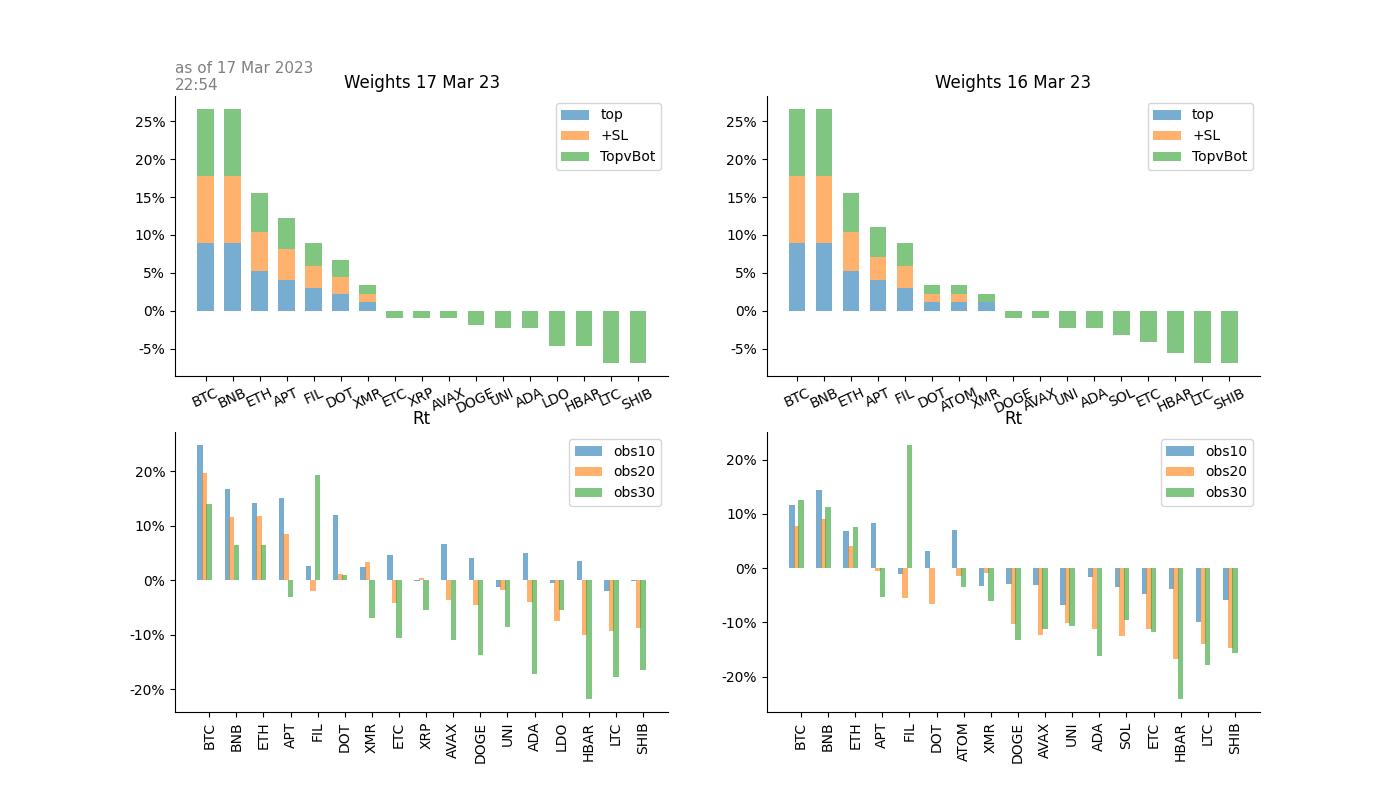 as of 17 Mar 2023
22:54
Weights 17 Mar 23
25%
20%
15%
10%
5%
0%
-5%
top
+SL
TopvBot
BTC BNB ETH APT FIL DOT XMR ETC XRP AVAX DOGE UNI ADA LDO HBAR LTC SHIB
Weights 16 Mar 23
25%
20%
15%
10%
5%
0%
-5%
top
+SL
TopvBot
BTC BNB ETH APT FIL DOT ATOM XMR DOGE AVAX UNI ADA SOL ETC HBAR LTC SHIB
Rt
20%
10%
0%
-10%
-20%
obs10
obs20
obs30
BTC BNB ETH APT FIL DOT XMR ETC XRP AVAX DOGE UNI ADA LDO HBAR LTC SHIB
Rt
20%
10%
0%
-10%
-20%
obs10
obs20
obs30
BTC BNB ETH APT FIL DOT ATOM XMR DOGE AVAX UNI ADA SOL ETC HBAR LTC SHIB